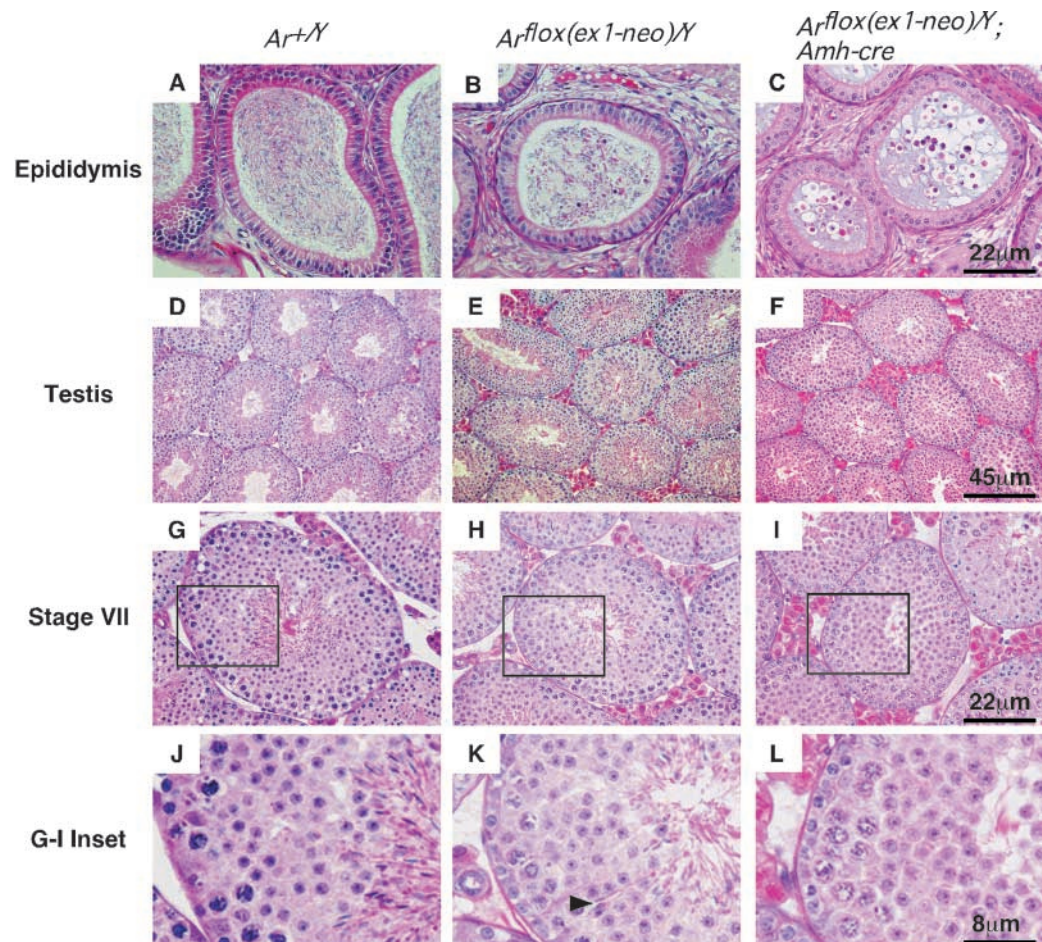 Ar+/Y
Arflox(ex1-neo)/Y
Arflox(ex1-neo)/Y;
Amh-cre
A
B
C
Epididymis
22µm
D
E
F
Testis
45µm
G
H
I
Stage VII
22µm
J
K
L
G-I Inset
8µm